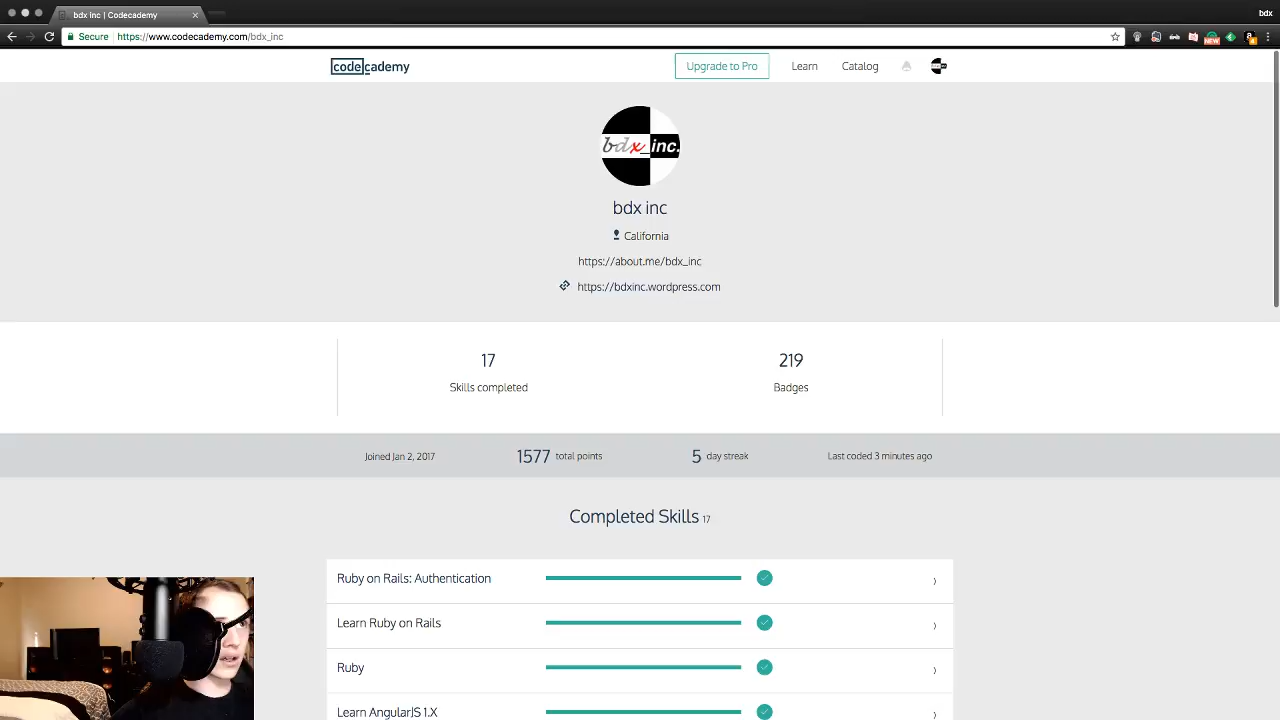 bdx inc | Codecademy
bdx
Secure
https://www.codecademy.com/bdx_inc
NEW
codecademy
Upgrade to Pro
Learn
Catalog
bdx_inc.
bdx inc
California
https://about.me/bdx_inc
https://bdxinc.wordpress.com
17
219
Skills completed
Badges
Joined Jan 2, 2017
1577 total points
5 day streak
Last coded 3 minutes ago
Completed Skills 17
Ruby on Rails: Authentication
Learn Ruby on Rails
Ruby
Learn AngularJS 1.X